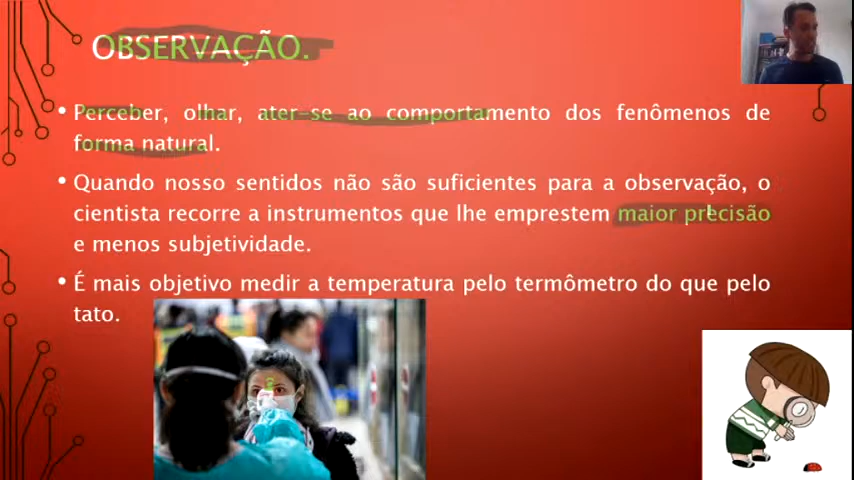 OBSERVAÇÃO.
• Perceber, olhar, ater-se ao comportamento dos fenômenos de
forma natural.
• Quando nosso sentidos não são suficientes para a observação, o
cientista recorre a instrumentos que lhe emprestem maior precisão
e menos subjetividade.
• É mais objetivo medir a temperatura pelo termômetro do que pelo
tato.